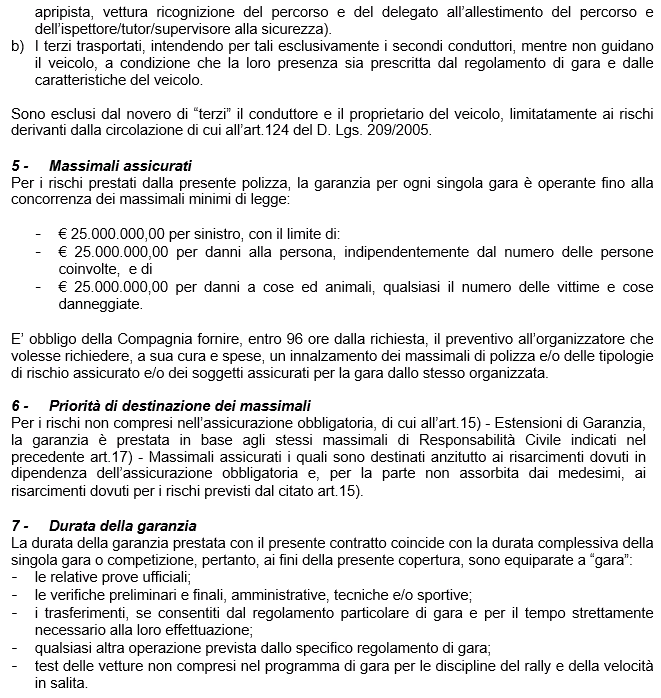 apripista, vettura ricognizione del percorso e del delegato all'allestimento del percorso e
dell'ispettore/tutor/supervisore alla sicurezza).
b) I terzi trasportati, intendendo per tali esclusivamente i secondi conduttori, mentre non guidano
il veicolo, a condizione che la loro presenza sia prescritta dal regolamento di gara e dalle
caratteristiche del veicolo.
Sono esclusi dal novero di "terzi" il conduttore e il proprietario del veicolo, limitatamente ai rischi
derivanti dalla circolazione di cui all'art.124 del D. Lgs. 209/2005.
5 - Massimali assicurati
Per i rischi prestati dalla presente polizza, la garanzia per ogni singola gara è operante fino alla
concorrenza dei massimali minimi di legge:
- € 25.000.000,00 per sinistro, con il limite di:
- € 25.000.000,00 per danni alla persona, indipendentemente dal numero delle persone
coinvolte, e di
- € 25.000.000,00 per danni a cose ed animali, qualsiasi il numero delle vittime e cose
danneggiate.
E' obbligo della Compagnia fornire, entro 96 ore dalla richiesta, il preventivo all'organizzatore che
volesse richiedere, a sua cura e spese, un innalzamento dei massimali di polizza e/o delle tipologie
di rischio assicurato e/o dei soggetti assicurati per la gara dallo stesso organizzata.
6 - Priorità di destinazione dei massimali
Per i rischi non compresi nell'assicurazione obbligatoria, di cui all'art.15) - Estensioni di Garanzia,
la garanzia è prestata in base agli stessi massimali di Responsabilità Civile indicati nel
precedente art.17) - Massimali assicurati i quali sono destinati anzitutto ai risarcimenti dovuti in
dipendenza dell'assicurazione obbligatoria e, per la parte non assorbita dai medesimi, ai
risarcimenti dovuti per i rischi previsti dal citato art.15).
7 - Durata della garanzia
La durata della garanzia prestata con il presente contratto coincide con la durata complessiva della
singola gara o competizione, pertanto, ai fini della presente copertura, sono equiparate a "gara":
- le relative prove ufficiali;
- le verifiche preliminari e finali, amministrative, tecniche e/o sportive;
- i trasferimenti, se consentiti dal regolamento particolare di gara e per il tempo strettamente
necessario alla loro effettuazione;
- qualsiasi altra operazione prevista dallo specifico regolamento di gara;
- test delle vetture non compresi nel programma di gara per le discipline del rally e della velocità
in salita.